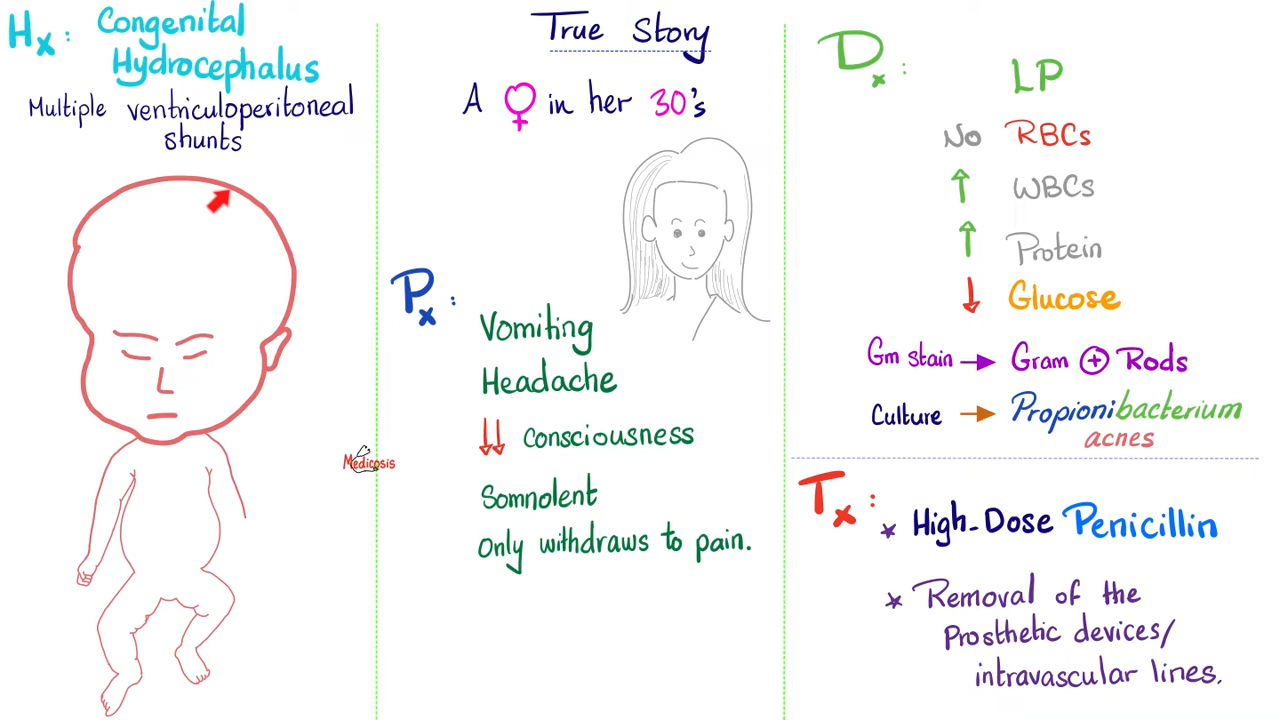 Hx: Congenital
Hydrocephalus
Multiple ventriculoperitoneal
shunts
Medicosis
True Story
A ♀ in her 30's
Px:
Vomiting
Headache
↓↓ Consciousness
Somnolent
Only withdraws to pain.
Dx:
LP
No RBCs
↑ WBCs
↑ Protein
↓ Glucose
Gm stain → Gram ⊕ Rods
Culture → Propionibacterium
acnes
Tx:
* High-Dose Penicillin
* Removal of the
Prosthetic devices/
intravascular lines.